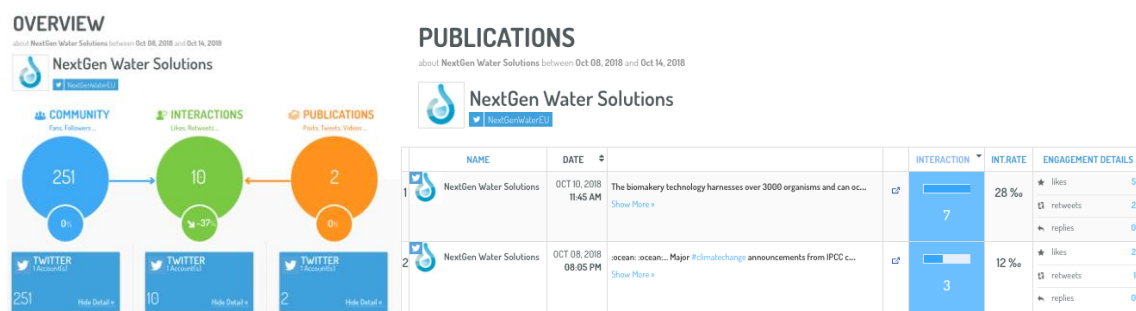 OVERVIEW
about NextGen Water Solutions between Oct 08, 2018 and Oct 14, 2018
NextGen Water Solutions
NextGenWaterEU
COMMUNITY
Fans, Followers ...
INTERACTIONS
Likes, Retweets ...
PUBLICATIONS
Posts, Tweets, Videos ...
251
10
2
0%
-37%
0%
TWITTER
1 Account(s)
251
Hide Detail
TWITTER
1 Account(s)
10
Hide Detail
TWITTER
1 Account(s)
2
Hide Detail
PUBLICATIONS
about NextGen Water Solutions between Oct 08, 2018 and Oct 14, 2018
NextGen Water Solutions
NextGenWaterEU
NAME DATE INTERACTION INT.RATE ENGAGEMENT DETAILS
1 NextGen Water Solutions OCT 10, 2018 11:45 AM
The biomakery technology harnesses over 3000 organisms and can oc...
Show More »
7
28 ‰
likes 5
retweets 2
replies 0
2 NextGen Water Solutions OCT 08, 2018 08:05 PM
:ocean: :ocean:... Major #climatechange announcements from IPCC c...
Show More »
3
12 ‰
likes 2
retweets 1
replies 0